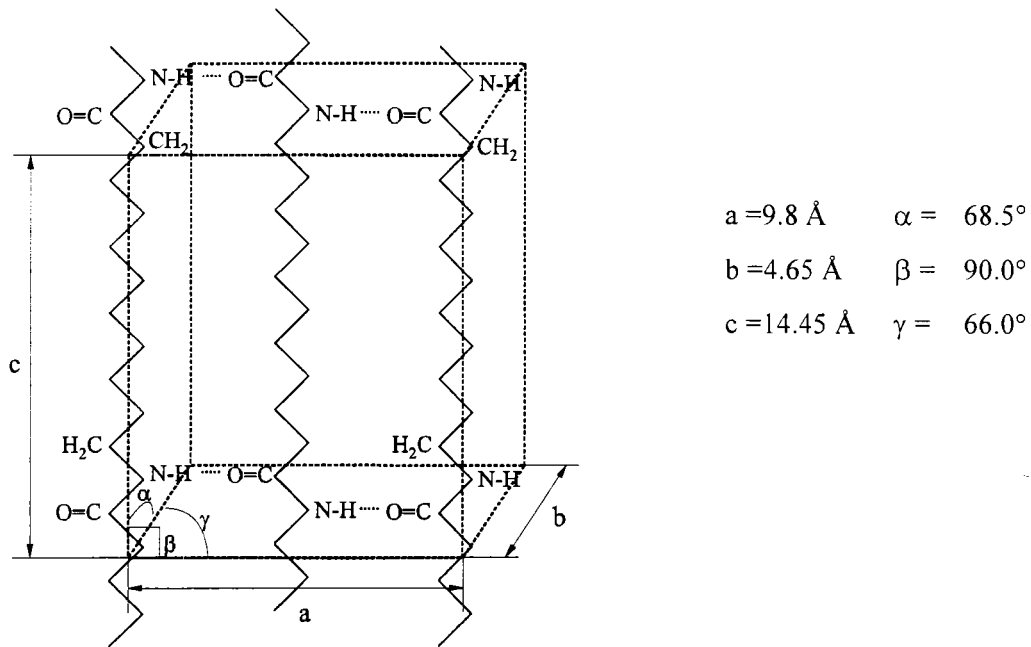 N-H ····· O=C N-H
O=C N-H ····· O=C
CH₂ CH₂
a =9.8 Å α = 68.5°
b =4.65 Å β = 90.0°
c =14.45 Å γ = 66.0°
c
H₂C H₂C
N-H ····· O=C N-H
α
O=C γ N-H ····· O=C b
β
a